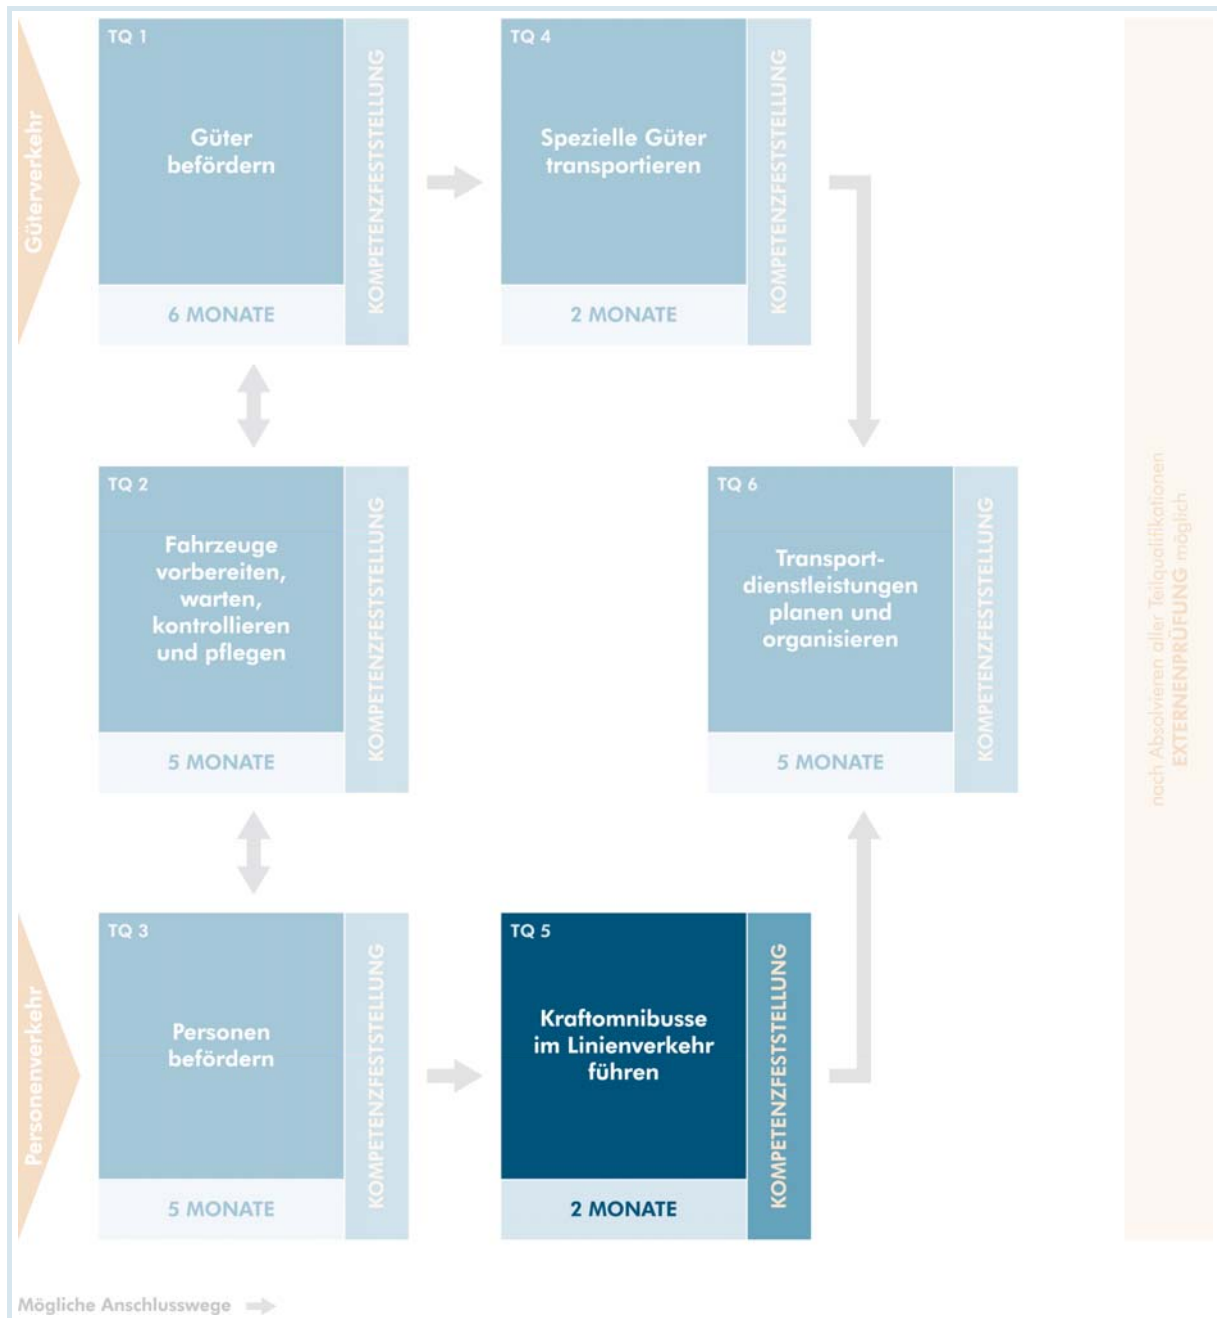 Güterverkehr
TQ 1
Güter
befördern
6 MONATE
KOMPETENZFESTSTELLUNG
TQ 4
Spezielle Güter
transportieren
2 MONATE
KOMPETENZFESTSTELLUNG
TQ 2
Fahrzeuge
vorbereiten,
warten,
kontrollieren
und pflegen
5 MONATE
KOMPETENZFESTSTELLUNG
TQ 6
Transport-
dienstleistungen
planen und
organisieren
5 MONATE
KOMPETENZFESTSTELLUNG
Personenverkehr
TQ 3
Personen
befördern
5 MONATE
KOMPETENZFESTSTELLUNG
TQ 5
Kraftomnibusse
im Linienverkehr
führen
2 MONATE
KOMPETENZFESTSTELLUNG
nach Absolvieren aller Teilqualifikationen
EXTERNENPRÜFUNG möglich
Mögliche Anschlusswege